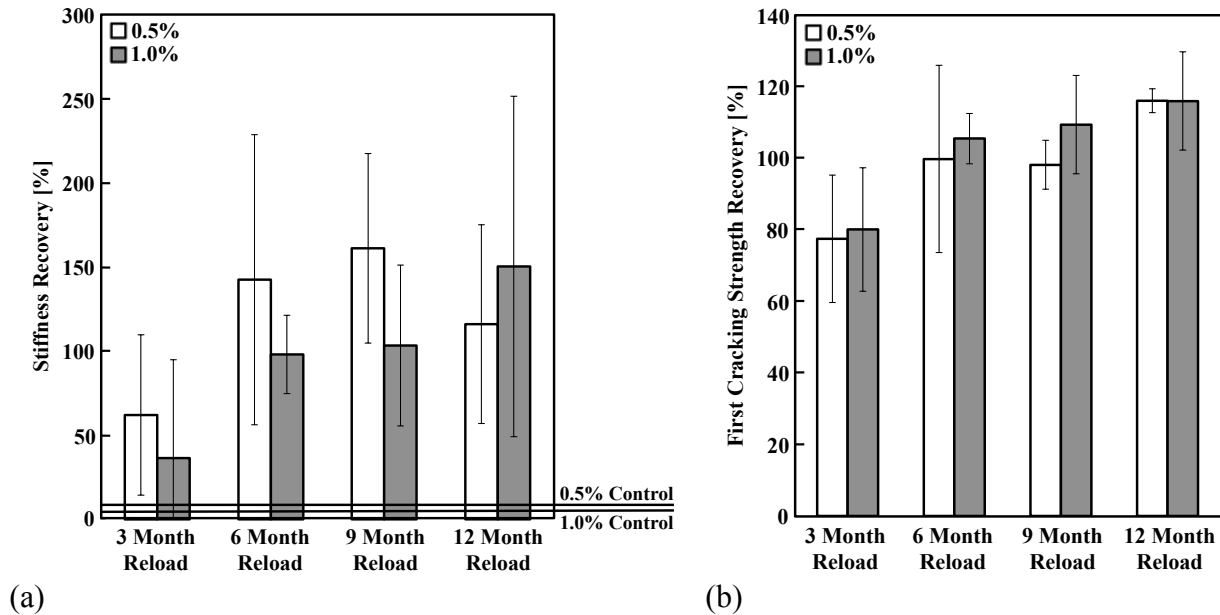 300
250
200
150
100
50
0
Stiffness Recovery [%]
0.5%
1.0%
0.5% Control
1.0% Control
3 Month
Reload
6 Month
Reload
9 Month
Reload
12 Month
Reload
(a)
140
120
100
80
60
40
20
0
First Cracking Strength Recovery [%]
0.5%
1.0%
3 Month
Reload
6 Month
Reload
9 Month
Reload
12 Month
Reload
(b)